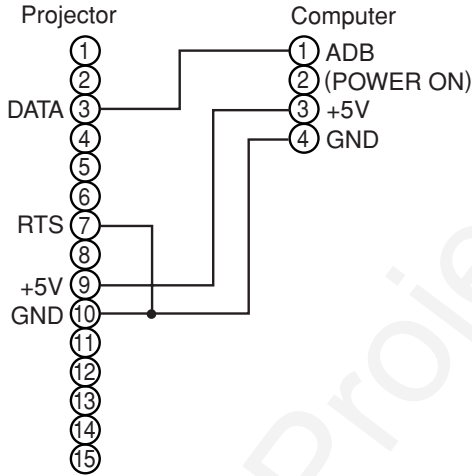 Projector Computer
1 1 ADB
2 2 (POWER ON)
DATA 3 3 +5V
4 4 GND
5
6
RTS 7
8
+5V 9
GND 10
11
12
13
14
15
Proje